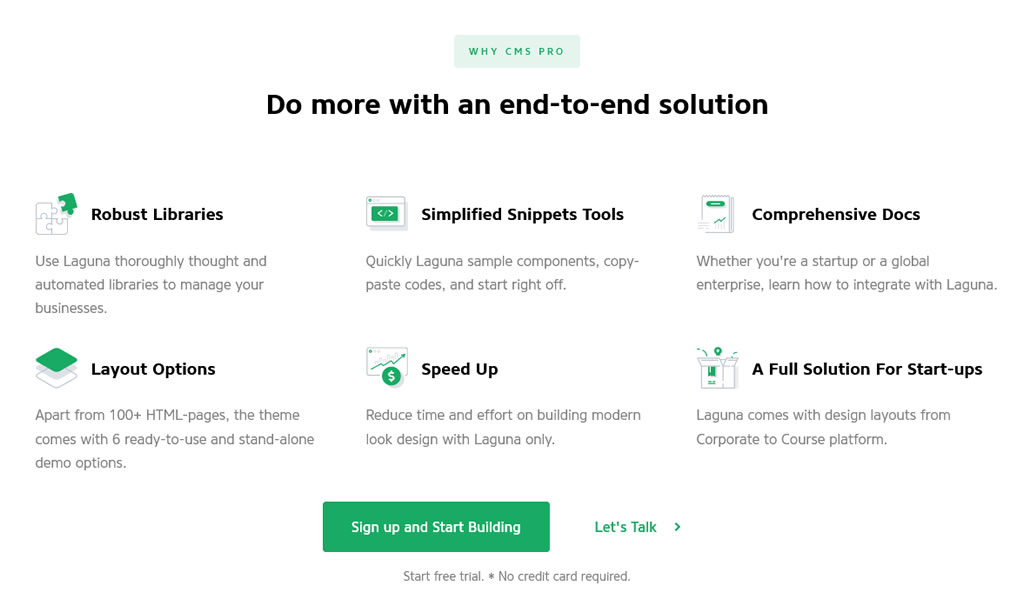 WHY CMS PRO
Do more with an end-to-end solution
Robust Libraries
Use Laguna thoroughly thought and
automated libraries to manage your
businesses.
Simplified Snippets Tools
Quickly Laguna sample components, copy-
paste codes, and start right off.
Comprehensive Docs
Whether you're a startup or a global
enterprise, learn how to integrate with Laguna.
Layout Options
Apart from 100+ HTML-pages, the theme
comes with 6 ready-to-use and stand-alone
demo options.
Speed Up
Reduce time and effort on building modern
look design with Laguna only.
A Full Solution For Start-ups
Laguna comes with design layouts from
Corporate to Course platform.
Sign up and Start Building
Let's Talk
Start free trial. * No credit card required.